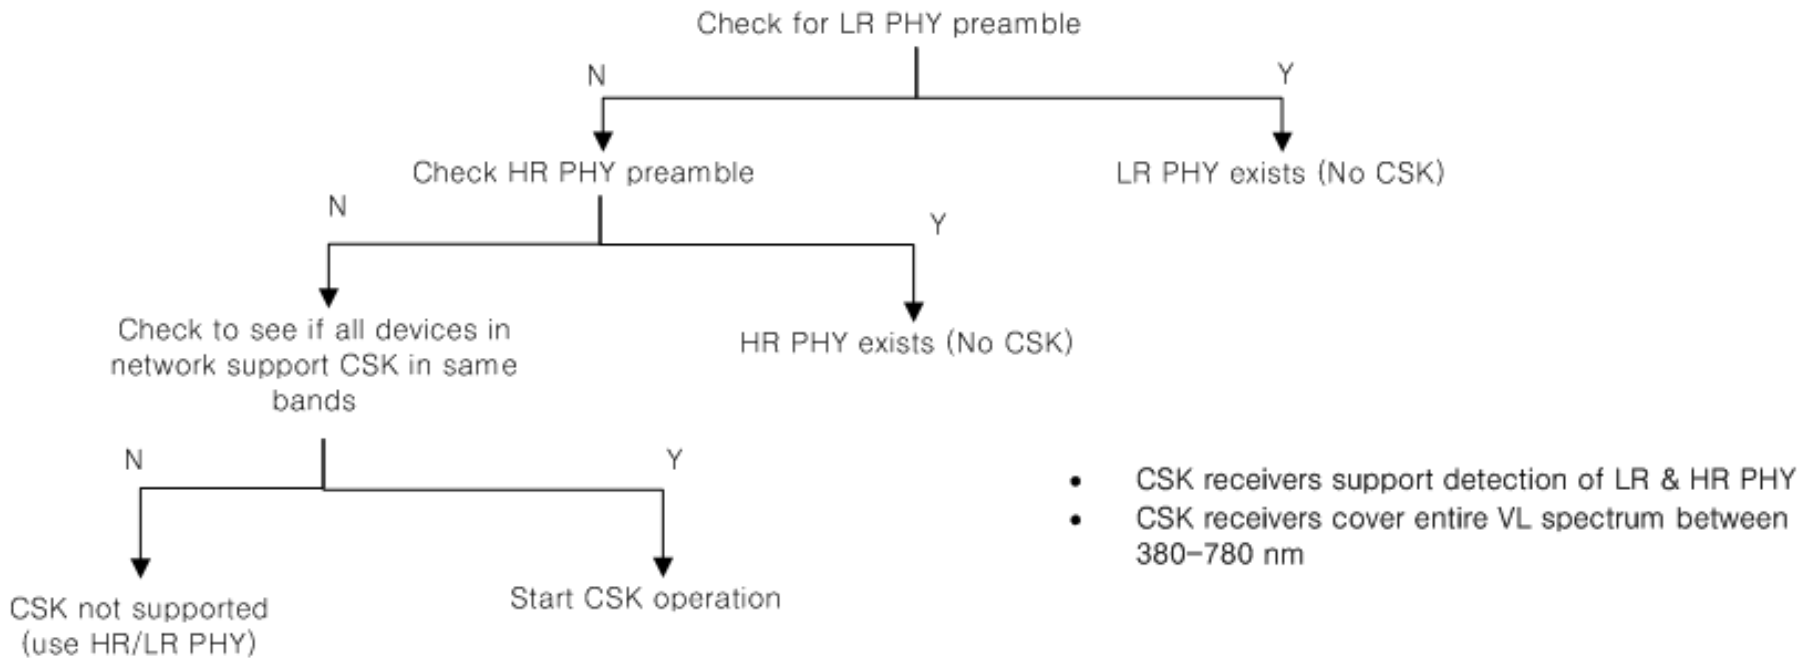 Check for LR PHY preamble
N
Y
Check HR PHY preamble
LR PHY exists (No CSK)
N
Y
Check to see if all devices in
network support CSK in same
bands
HR PHY exists (No CSK)
N
Y
• CSK receivers support detection of LR & HR PHY
• CSK receivers cover entire VL spectrum between
380–780 nm
CSK not supported
(use HR/LR PHY)
Start CSK operation